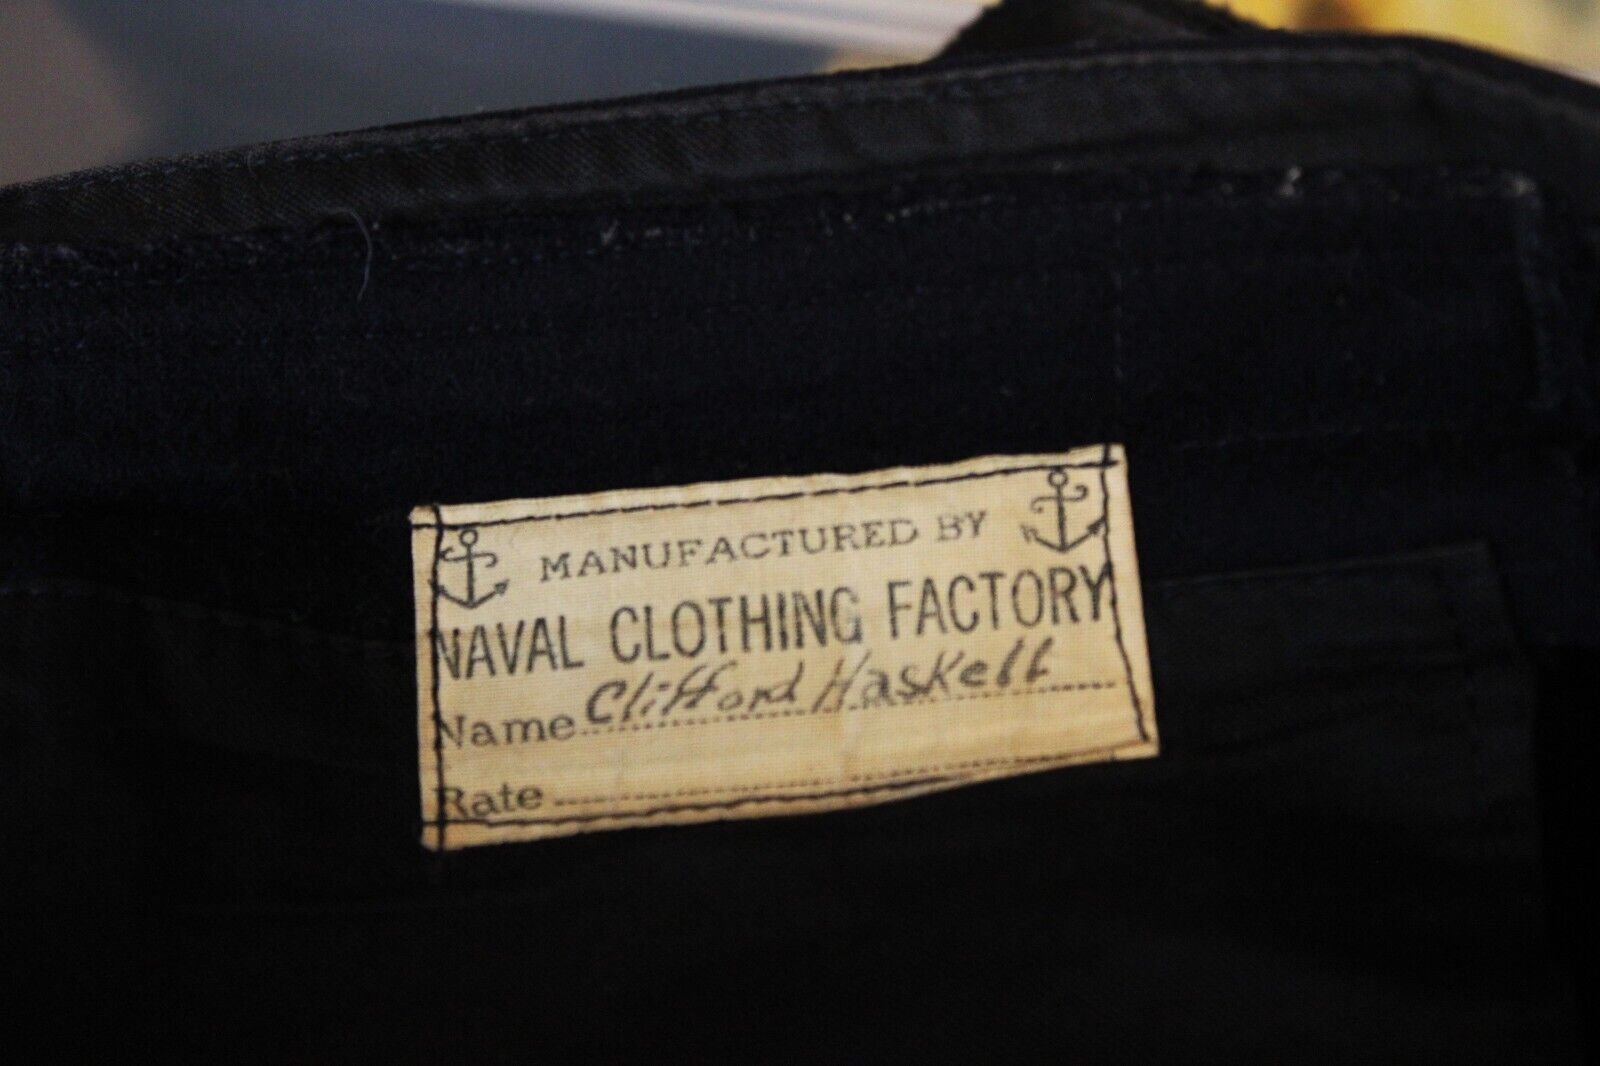 MANUFACTURED BY
NAVAL CLOTHING FACTORY
Name Clifford Haskell
Rate